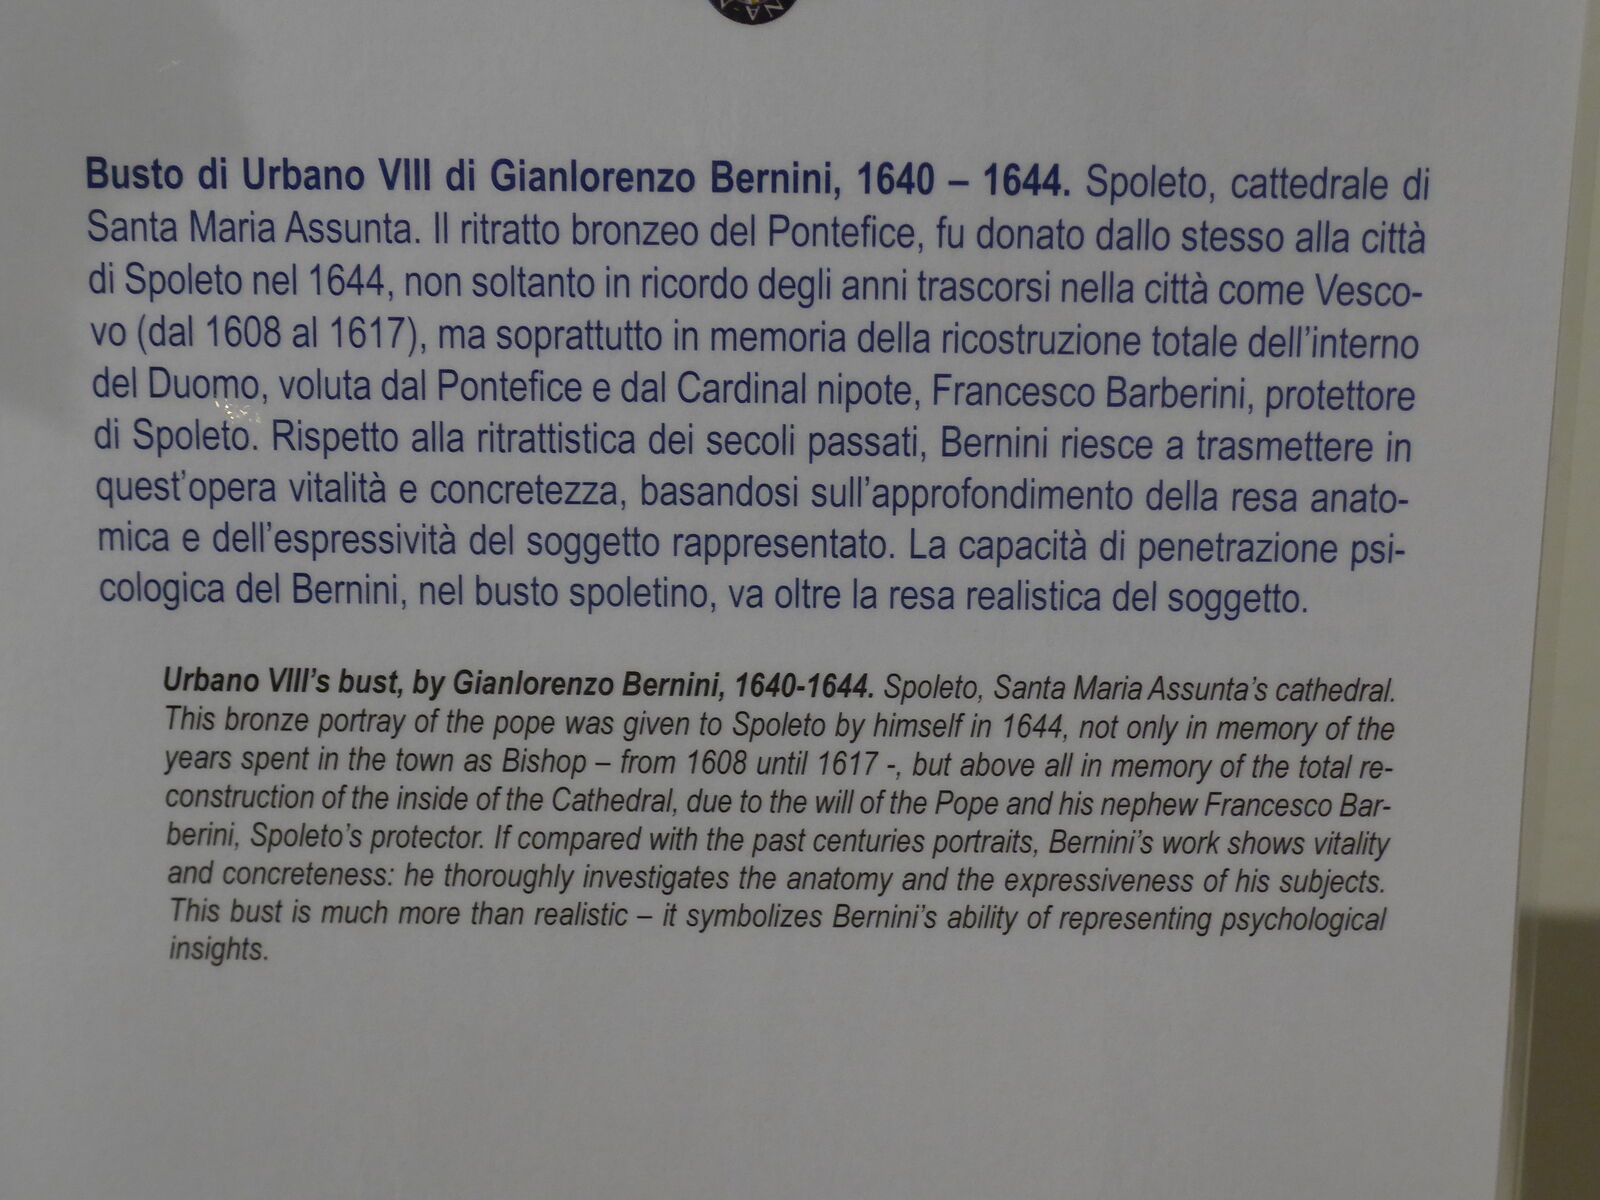 Busto di Urbano VIII di Gianlorenzo Bernini, 1640 – 1644. Spoleto, cattedrale di
Santa Maria Assunta. Il ritratto bronzeo del Pontefice, fu donato dallo stesso alla città
di Spoleto nel 1644, non soltanto in ricordo degli anni trascorsi nella città come Vesco-
vo (dal 1608 al 1617), ma soprattutto in memoria della ricostruzione totale dell'interno
del Duomo, voluta dal Pontefice e dal Cardinal nipote, Francesco Barberini, protettore
di Spoleto. Rispetto alla ritrattistica dei secoli passati, Bernini riesce a trasmettere in
quest'opera vitalità e concretezza, basandosi sull'approfondimento della resa anato-
mica e dell'espressività del soggetto rappresentato. La capacità di penetrazione psi-
cologica del Bernini, nel busto spoletino, va oltre la resa realistica del soggetto.
Urbano VIII's bust, by Gianlorenzo Bernini, 1640-1644. Spoleto, Santa Maria Assunta's cathedral.
This bronze portray of the pope was given to Spoleto by himself in 1644, not only in memory of the
years spent in the town as Bishop – from 1608 until 1617 -, but above all in memory of the total re-
construction of the inside of the Cathedral, due to the will of the Pope and his nephew Francesco Bar-
berini, Spoleto's protector. If compared with the past centuries portraits, Bernini's work shows vitality
and concreteness: he thoroughly investigates the anatomy and the expressiveness of his subjects.
This bust is much more than realistic – it symbolizes Bernini's ability of representing psychological
insights.